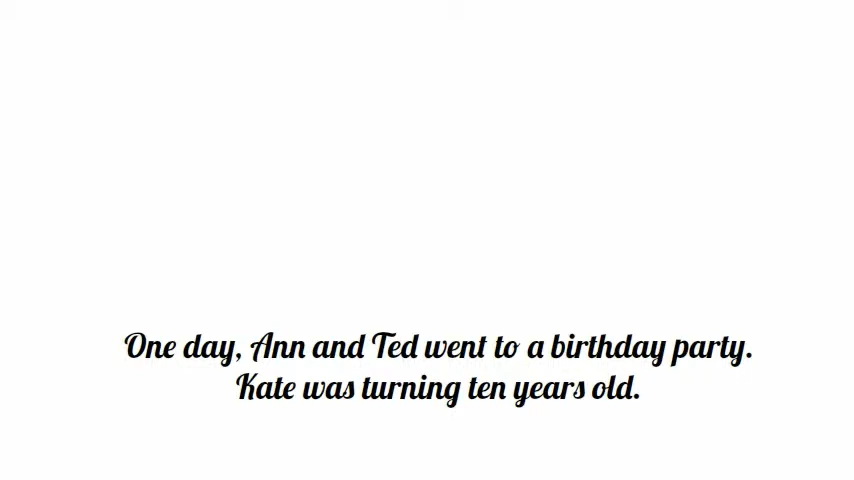 One day, Ann and Ted went to a birthday party.
Kate was turning ten years old.